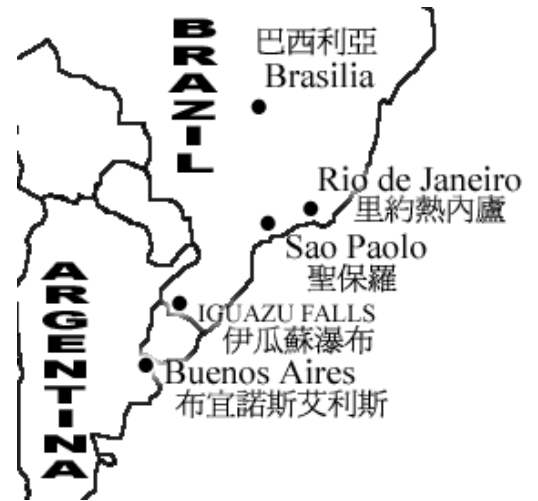 BRAZIL
巴西利亞
Brasilia
Rio de Janeiro
里約熱內盧
Sao Paolo
聖保羅
ARGENTINA
IGUAZU FALLS
伊瓜蘇瀑布
Buenos Aires
布宜諾斯艾利斯